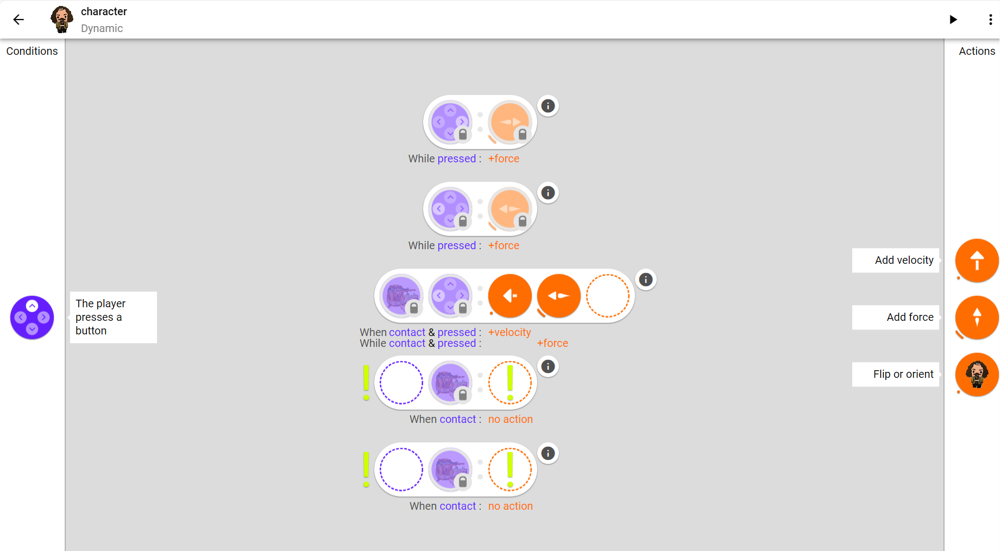 character
Dynamic
Conditions
Actions
While pressed : +force
While pressed : +force
Add velocity
The player
presses a
button
Add force
When contact & pressed : +velocity
While contact & pressed : +force
Flip or orient
When contact : no action
When contact : no action